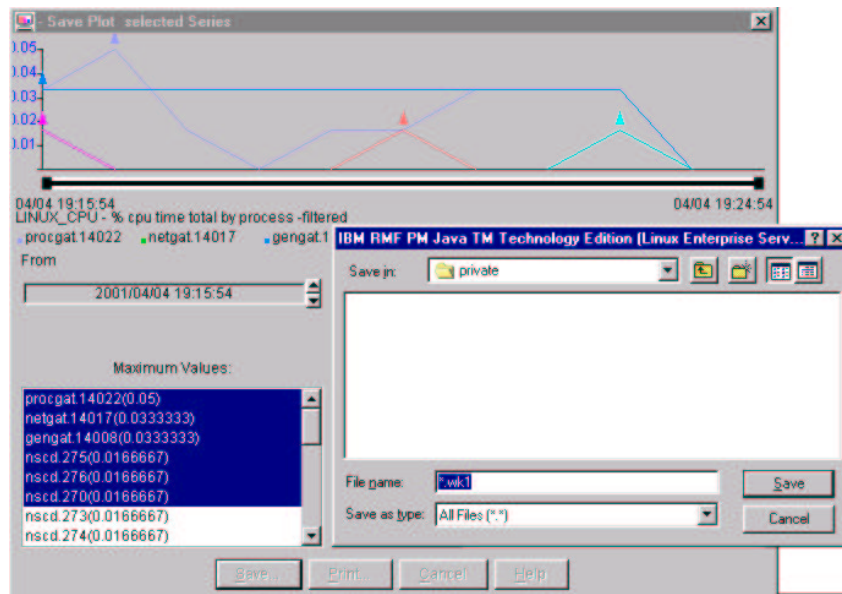 - Save Plot selected Series
0.05
0.04
0.03
0.02
0.01
04/04 19:15:54
04/04 19:24:54
LINUX_CPU - % cpu time total by process -filtered
procgat.14022 netgat.14017 gengat.1
From
2001/04/04 19:15:54
Maximum Values:
procgat.14022(0.05)
netgat.14017(0.0333333)
gengat.14008(0.0333333)
nscd.275(0.0166667)
nscd.276(0.0166667)
nscd.270(0.0166667)
nscd.273(0.0166667)
nscd.274(0.0166667)
Save... Print... Cancel Help
IBM RMF PM Java TM Technology Edition (Linux Enterprise Serv...
Save in: private
File name: *.wk1
Save
Save as type: All Files (*.*)
Cancel